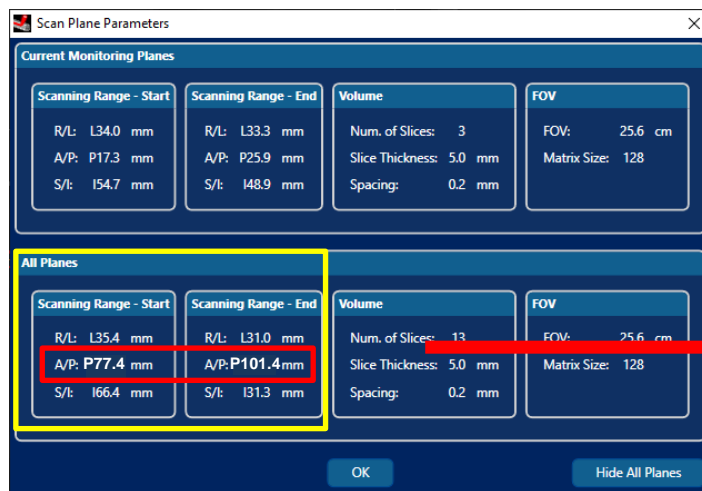 Scan Plane Parameters
Current Monitoring Planes
Scanning Range - Start
R/L: L34.0 mm
A/P: P17.3 mm
S/I: I54.7 mm
Scanning Range - End
R/L: L33.3 mm
A/P: P25.9 mm
S/I: I48.9 mm
Volume
Num. of Slices: 3
Slice Thickness: 5.0 mm
Spacing: 0.2 mm
FOV
FOV: 25.6 cm
Matrix Size: 128
All Planes
Scanning Range - Start
R/L: L35.4 mm
A/P: P77.4 mm
S/I: I66.4 mm
Scanning Range - End
R/L: L31.0 mm
A/P: P101.4 mm
S/I: I31.3 mm
Volume
Num. of Slices: 13
Slice Thickness: 5.0 mm
Spacing: 0.2 mm
FOV
FOV: 25.6 cm
Matrix Size: 128
OK
Hide All Planes